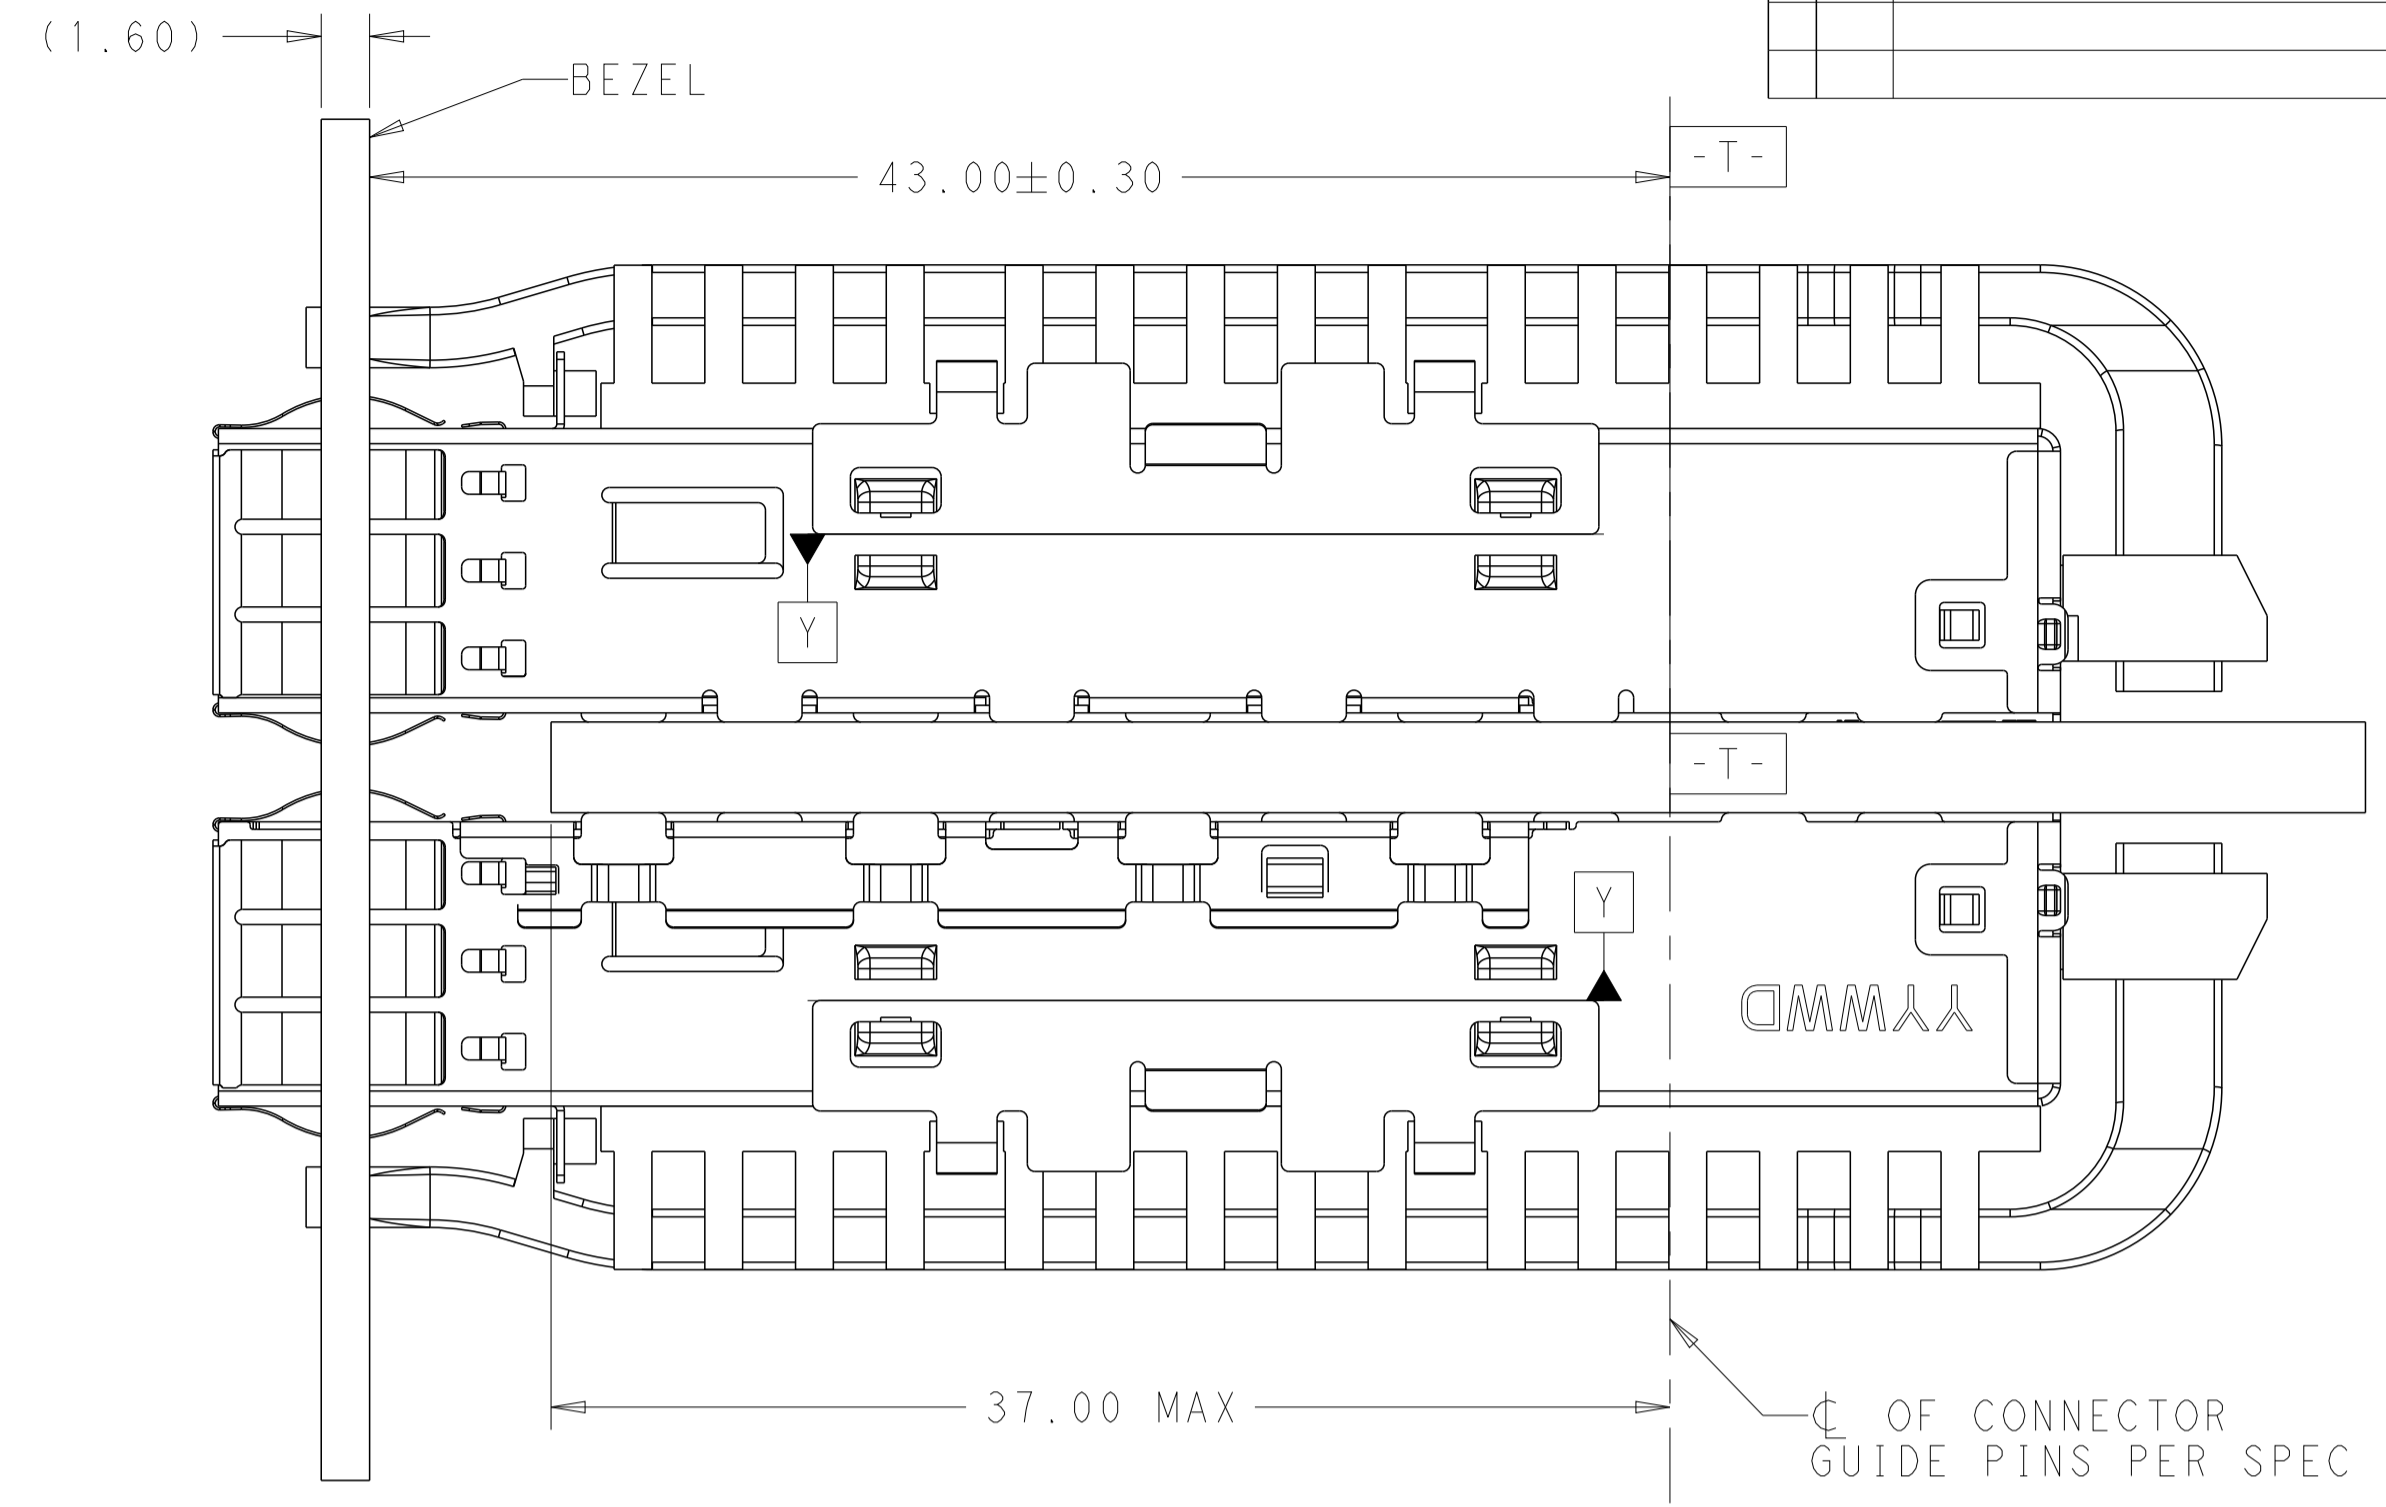 (1.60)
BEZEL
-T-
43.00±0.30
Y
-T-
Y
YYWWD
37.00 MAX
℄ OF CONNECTOR
GUIDE PINS PER SPEC